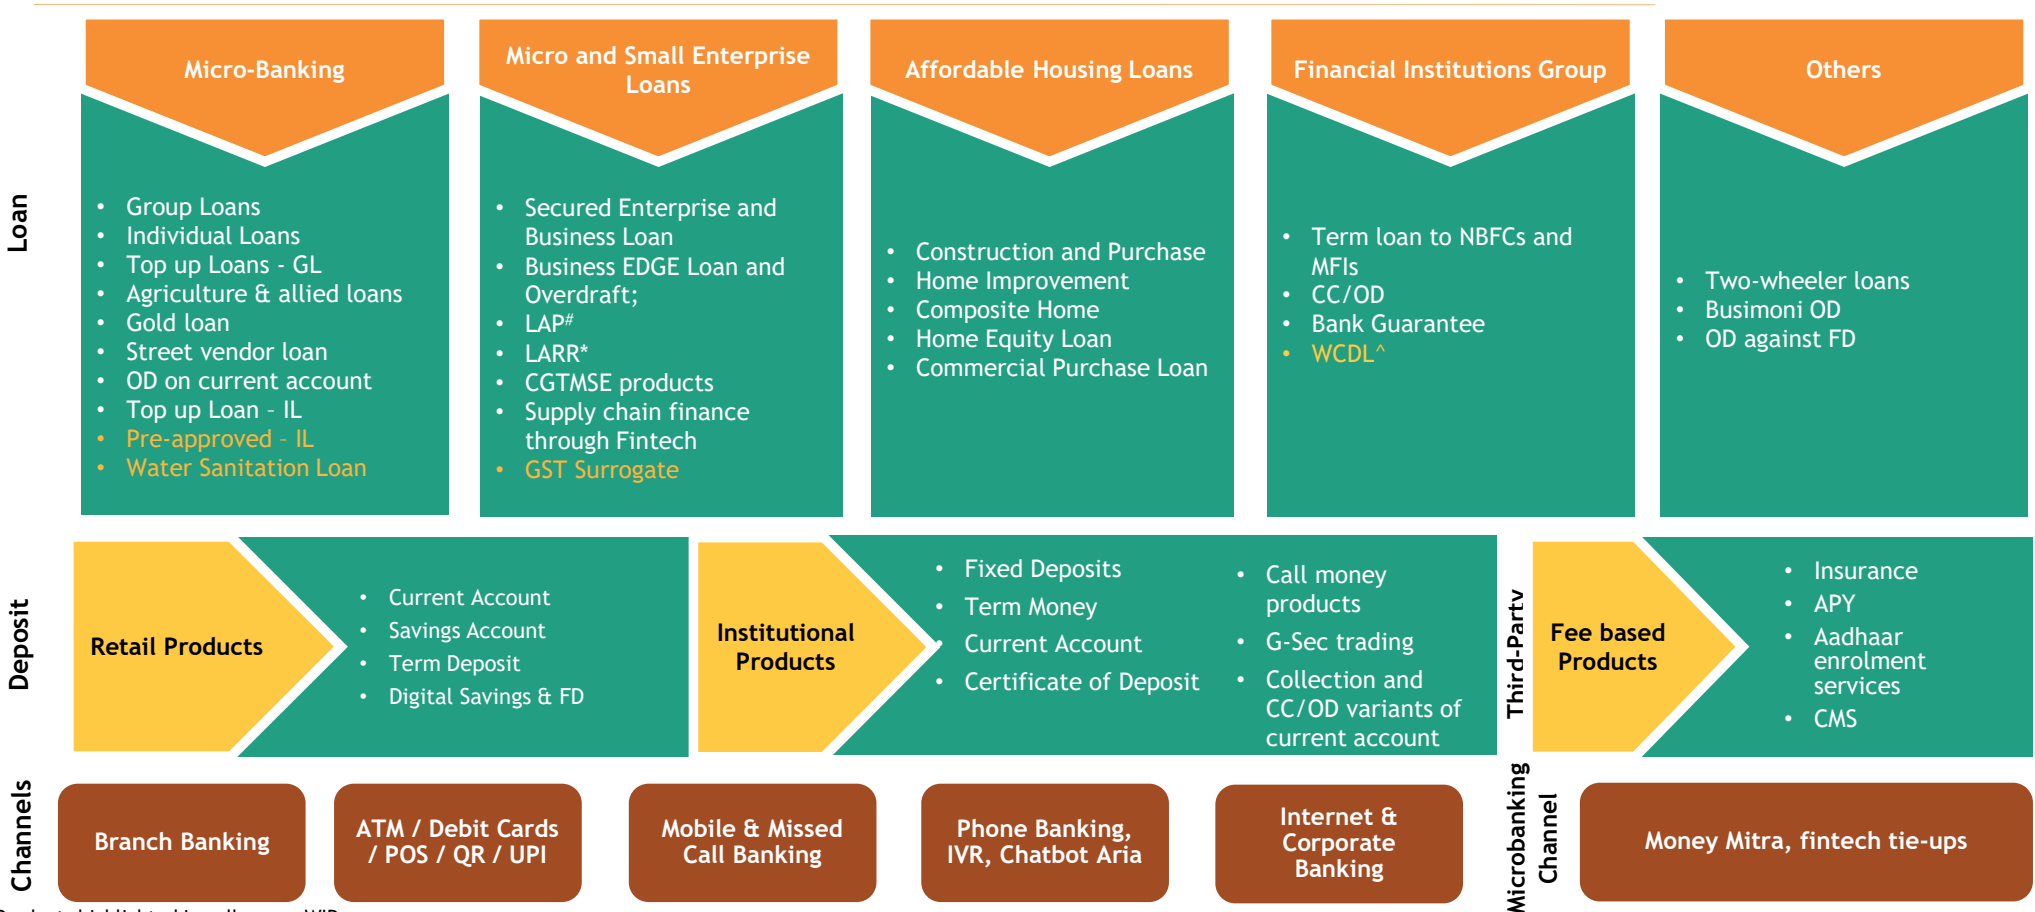 Micro-Banking
Micro and Small Enterprise
Loans
Affordable Housing Loans
Financial Institutions Group
Others
Loan
• Group Loans
• Individual Loans
• Top up Loans - GL
• Agriculture & allied loans
• Gold loan
• Street vendor loan
• OD on current account
• Top up Loan – IL
• Pre-approved – IL
• Water Sanitation Loan
• Secured Enterprise and
Business Loan
• Business EDGE Loan and
Overdraft;
• LAP#
• LARR*
• CGTMSE products
• Supply chain finance
through Fintech
• GST Surrogate
• Construction and Purchase
• Home Improvement
• Composite Home
• Home Equity Loan
• Commercial Purchase Loan
• Term loan to NBFCs and
MFIs
• CC/OD
• Bank Guarantee
• WCDL^
• Two-wheeler loans
• Busimoni OD
• OD against FD
Deposit
Retail Products
• Current Account
• Savings Account
• Term Deposit
• Digital Savings & FD
Institutional
Products
• Fixed Deposits
• Term Money
• Current Account
• Certificate of Deposit
• Call money
products
• G-Sec trading
• Collection and
CC/OD variants of
current account
Third-Party
Fee based
Products
• Insurance
• APY
• Aadhaar
enrolment
services
• CMS
Channels
Branch Banking
ATM / Debit Cards
/ POS / QR / UPI
Mobile & Missed
Call Banking
Phone Banking,
IVR, Chatbot Aria
Internet &
Corporate
Banking
Microbanking
Channel
Money Mitra, fintech tie-ups